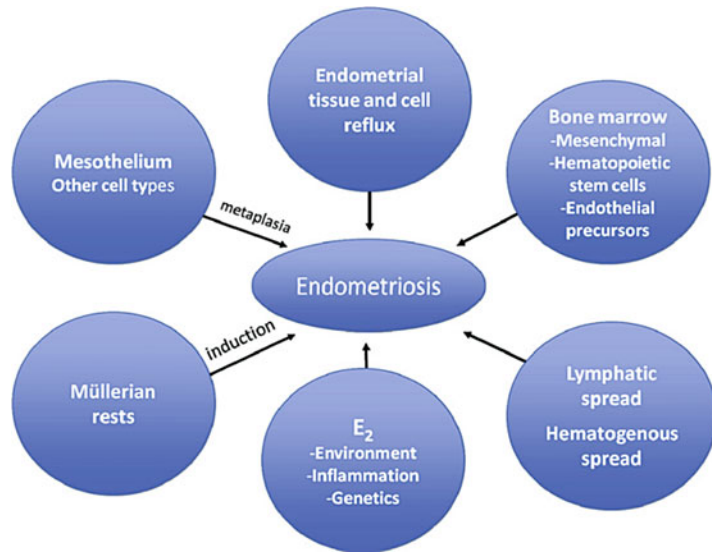 Endometrial
tissue and cell
reflux
Mesothelium
Other cell types
metaplasia
Bone marrow
-Mesenchymal
-Hematopoietic
stem cells
-Endothelial
precursors
Endometriosis
Müllerian
rests
induction
E₂
-Environment
-Inflammation
-Genetics
Lymphatic
spread
Hematogenous
spread